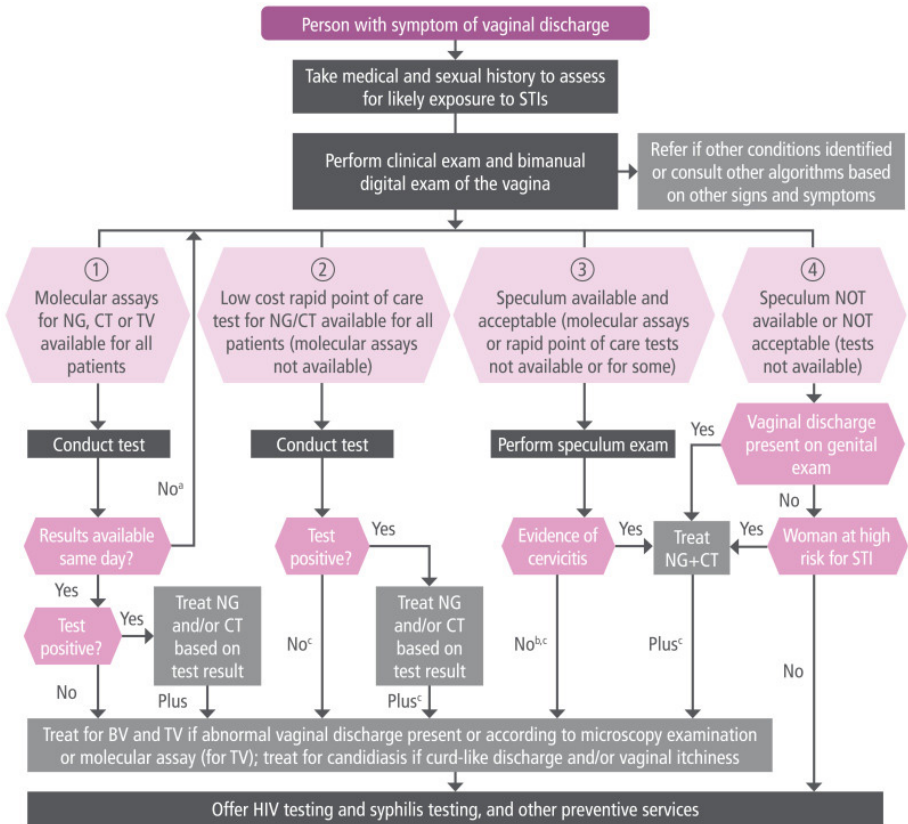 Person with symptom of vaginal discharge
Take medical and sexual history to assess
for likely exposure to STIs
Perform clinical exam and bimanual
digital exam of the vagina
Refer if other conditions identified
or consult other algorithms based
on other signs and symptoms
1
Molecular assays
for NG, CT or TV
available for all
patients
2
Low cost rapid point of care
test for NG/CT available for all
patients (molecular assays
not available)
3
Speculum available and
acceptable (molecular assays
or rapid point of care tests
not available or for some)
4
Speculum NOT
available or NOT
acceptable (tests
not available)
Conduct test
Conduct test
Perform speculum exam
Yes
Vaginal discharge
present on genital
exam
Noᵃ
No
Results available
same day?
Test
positive?
Yes
Evidence of
cervicitis
Yes
Treat
NG+CT
Yes
Woman at high
risk for STI
Yes
Test
positive?
Yes
Treat NG
and/or CT
based on
test result
Noᶜ
Treat NG
and/or CT
based on
test result
Noᵇ,ᶜ
Plusᶜ
No
No
Plus
Plusᶜ
Treat for BV and TV if abnormal vaginal discharge present or according to microscopy examination
or molecular assay (for TV); treat for candidiasis if curd-like discharge and/or vaginal itchiness
Offer HIV testing and syphilis testing, and other preventive services